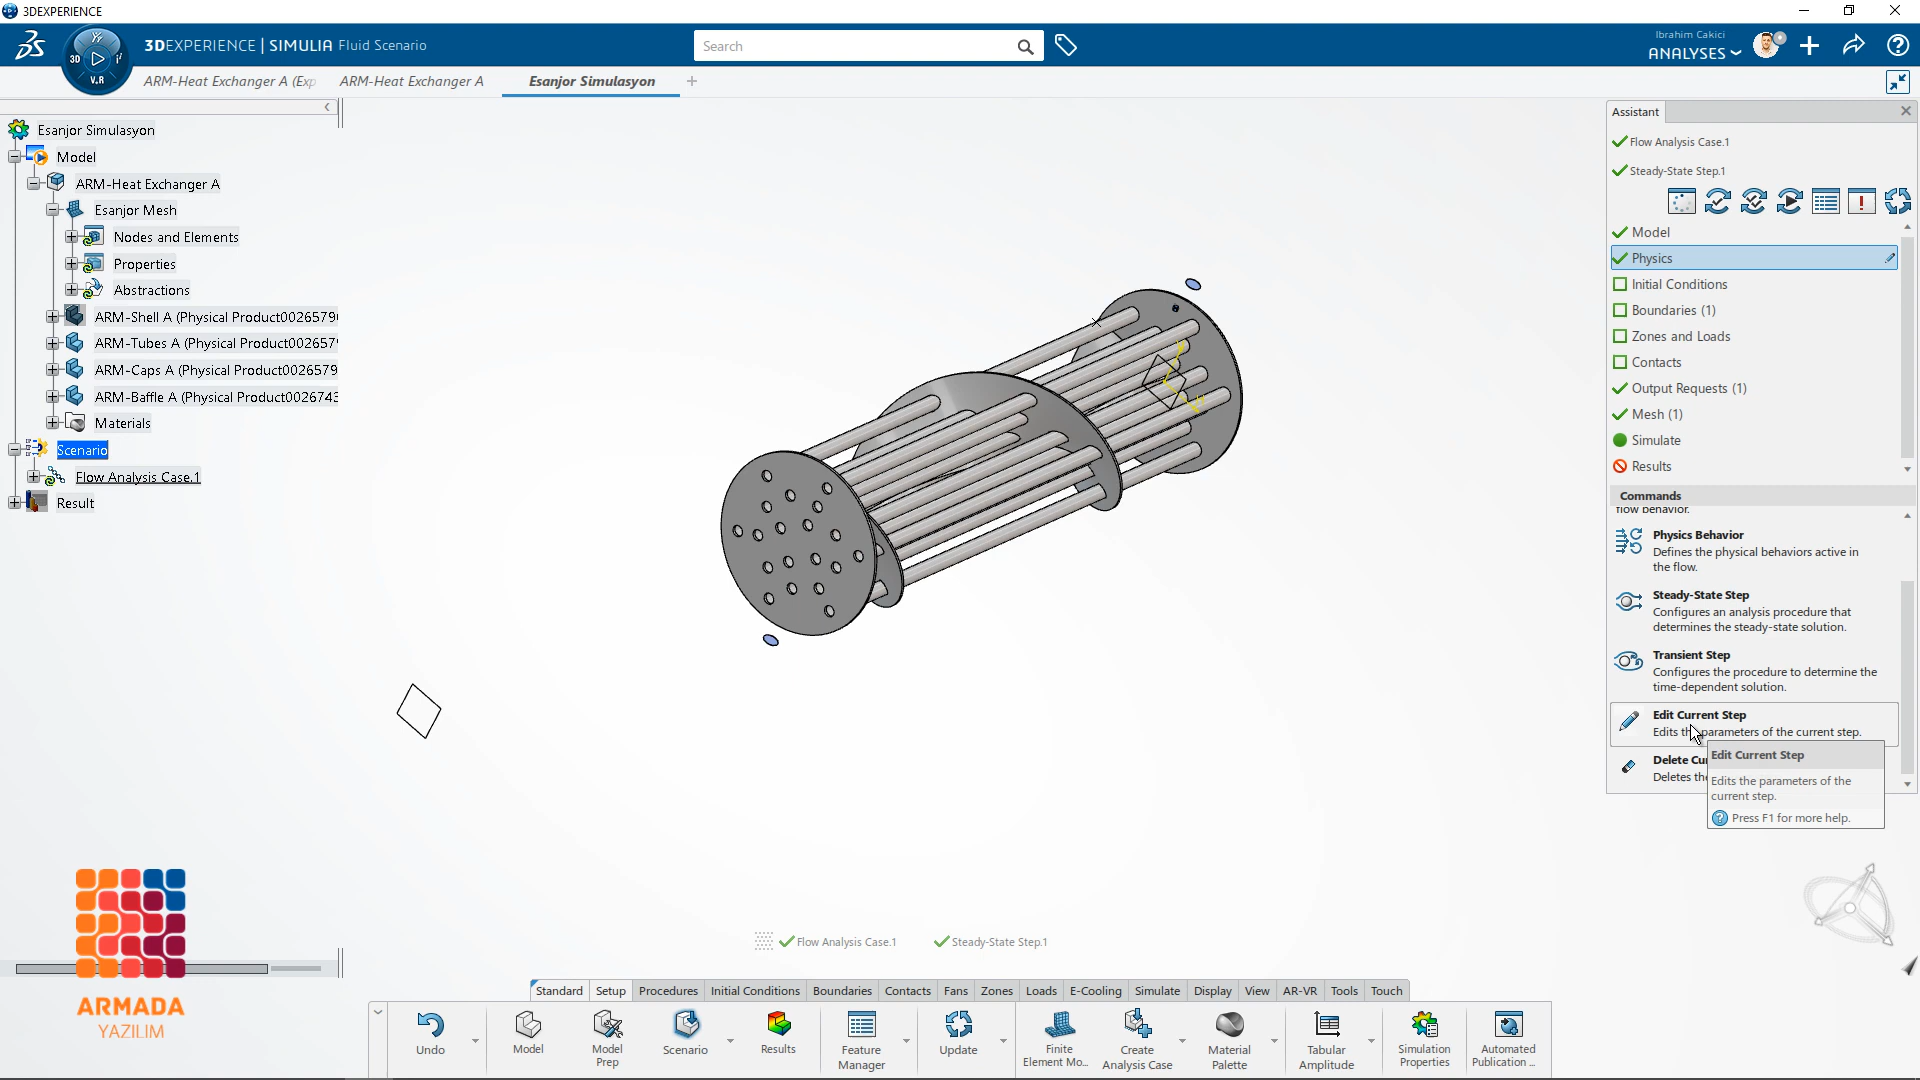 3DEXPERIENCE
3DEXPERIENCE | SIMULIA Fluid Scenario
3D
V.R
Search
Ibrahim Cakici
ANALYSES
ARM-Heat Exchanger A (Exp
ARM-Heat Exchanger A
Esanjor Simulasyon
Esanjor Simulasyon
Model
ARM-Heat Exchanger A
Esanjor Mesh
Nodes and Elements
Properties
Abstractions
ARM-Shell A (Physical Product0026579
ARM-Tubes A (Physical Product002657
ARM-Caps A (Physical Product0026579
ARM-Baffle A (Physical Product0026743
Materials
Scenario
Flow Analysis Case.1
Result
Assistant
Flow Analysis Case.1
Steady-State Step.1
Model
Physics
Initial Conditions
Boundaries (1)
Zones and Loads
Contacts
Output Requests (1)
Mesh (1)
Simulate
Results
Commands
flow behavior.
Physics Behavior
Defines the physical behaviors active in
the flow.
Steady-State Step
Configures an analysis procedure that
determines the steady-state solution.
Transient Step
Configures the procedure to determine the
time-dependent solution.
Edit Current Step
Edits the parameters of the current step.
Delete Cu
Deletes the
Edit Current Step
Edits the parameters of the
current step.
Press F1 for more help.
ARMADA
YAZILIM
Flow Analysis Case.1
Steady-State Step.1
Standard
Setup
Procedures
Initial Conditions
Boundaries
Contacts
Fans
Zones
Loads
E-Cooling
Simulate
Display
View
AR-VR
Tools
Touch
Undo
Model
Model
Prep
Scenario
Results
Feature
Manager
Update
Finite
Element Mo...
Create
Analysis Case
Material
Palette
Tabular
Amplitude
Simulation
Properties
Automated
Publication ...